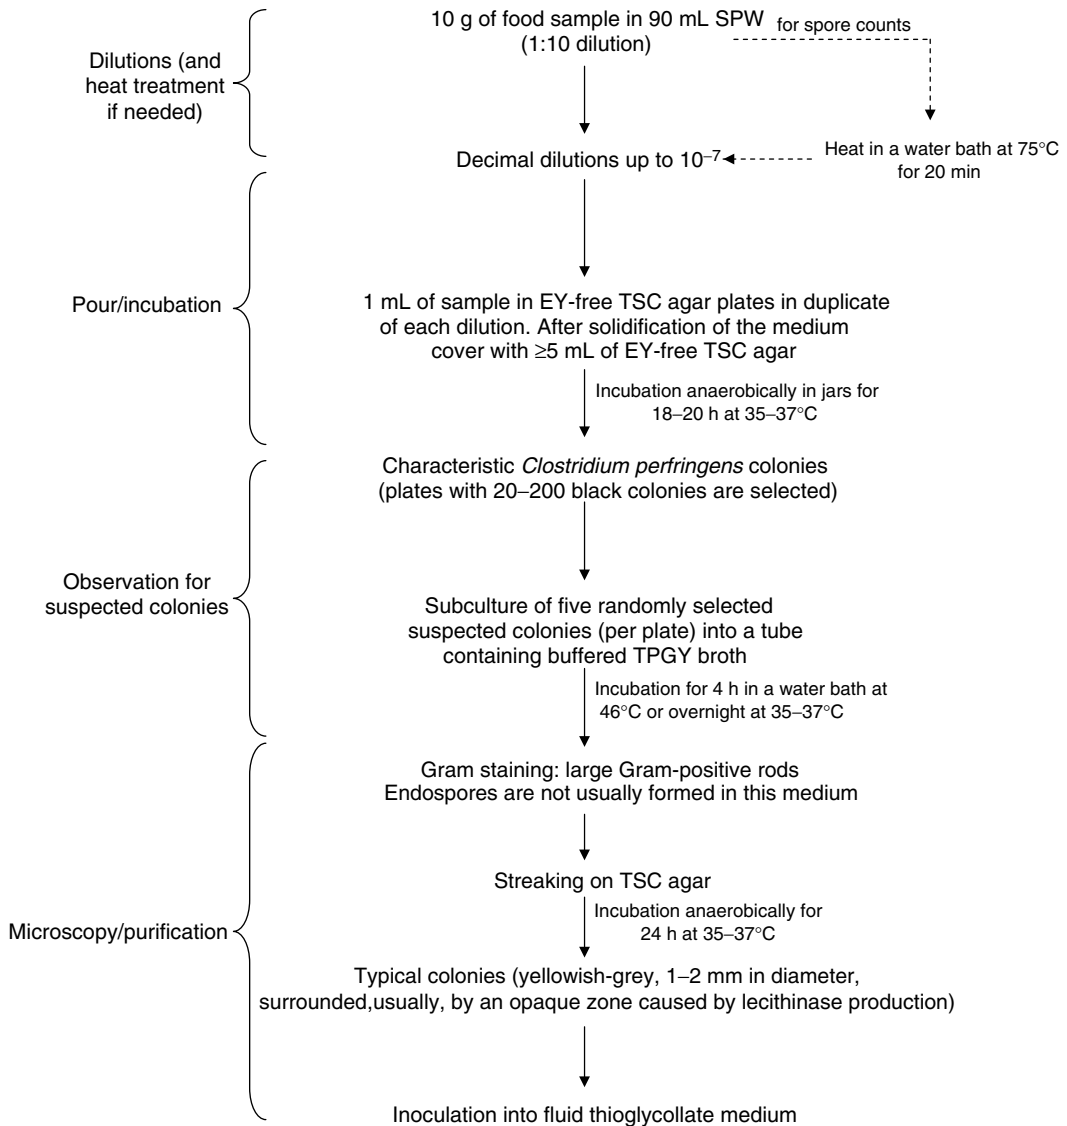 10 g of food sample in 90 mL SPW
(1:10 dilution)
for spore counts
Dilutions (and
heat treatment
if needed)
Decimal dilutions up to 10⁻⁷
Heat in a water bath at 75°C
for 20 min
Pour/incubation
1 mL of sample in EY-free TSC agar plates in duplicate
of each dilution. After solidification of the medium
cover with ≥5 mL of EY-free TSC agar
Incubation anaerobically in jars for
18–20 h at 35–37°C
Characteristic Clostridium perfringens colonies
(plates with 20–200 black colonies are selected)
Observation for
suspected colonies
Subculture of five randomly selected
suspected colonies (per plate) into a tube
containing buffered TPGY broth
Incubation for 4 h in a water bath at
46°C or overnight at 35–37°C
Gram staining: large Gram-positive rods
Endospores are not usually formed in this medium
Streaking on TSC agar
Incubation anaerobically for
24 h at 35–37°C
Microscopy/purification
Typical colonies (yellowish-grey, 1–2 mm in diameter,
surrounded,usually, by an opaque zone caused by lecithinase production)
Inoculation into fluid thioglycollate medium